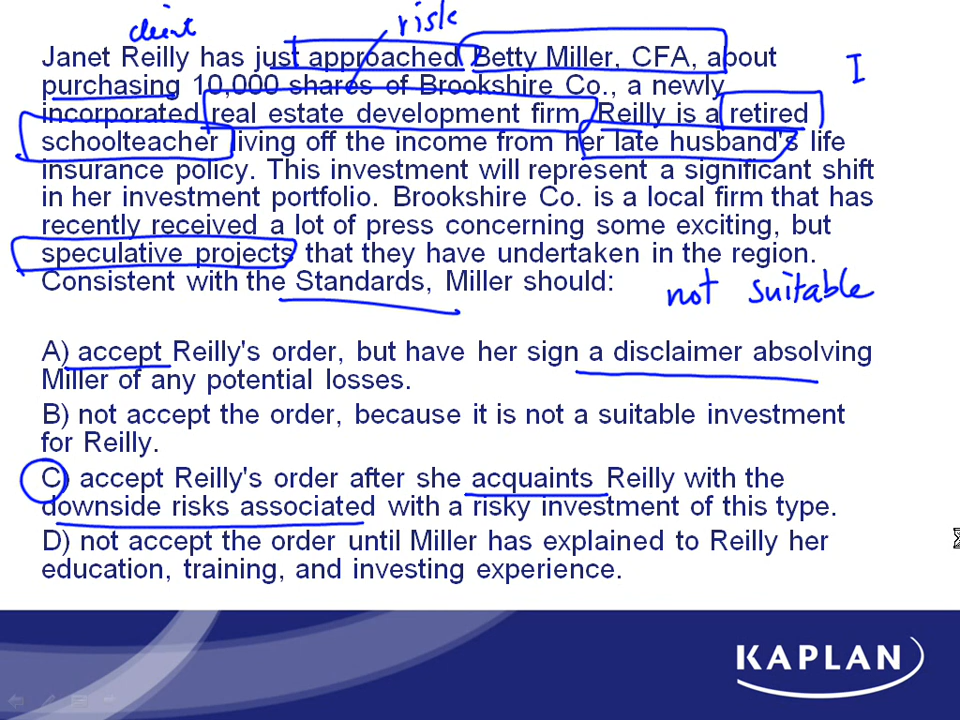 client
risk
Janet Reilly has just approached Betty Miller, CFA, about
I
purchasing 10,000 shares of Brookshire Co., a newly
incorporated real estate development firm. Reilly is a retired
schoolteacher living off the income from her late husband's life
insurance policy. This investment will represent a significant shift
in her investment portfolio. Brookshire Co. is a local firm that has
recently received a lot of press concerning some exciting, but
speculative projects that they have undertaken in the region.
Consistent with the Standards, Miller should:
not suitable
A) accept Reilly's order, but have her sign a disclaimer absolving
Miller of any potential losses.
B) not accept the order, because it is not a suitable investment
for Reilly.
C) accept Reilly's order after she acquaints Reilly with the
downside risks associated with a risky investment of this type.
D) not accept the order until Miller has explained to Reilly her
education, training, and investing experience.
KAPLAN